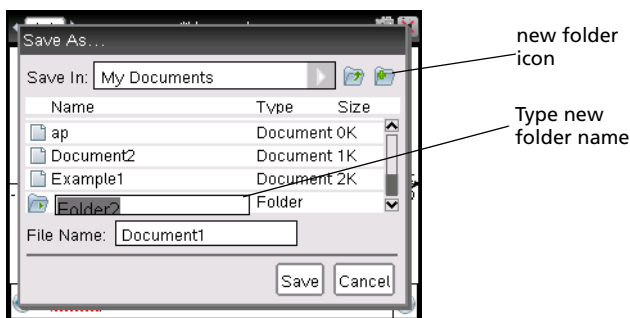 Save As...
new folder
icon
Save In: My Documents
Name Type Size
Type new
folder name
ap Document 0K
Document2 Document 1K
Example1 Document 2K
Folder2 Folder
File Name: Document1
Save Cancel